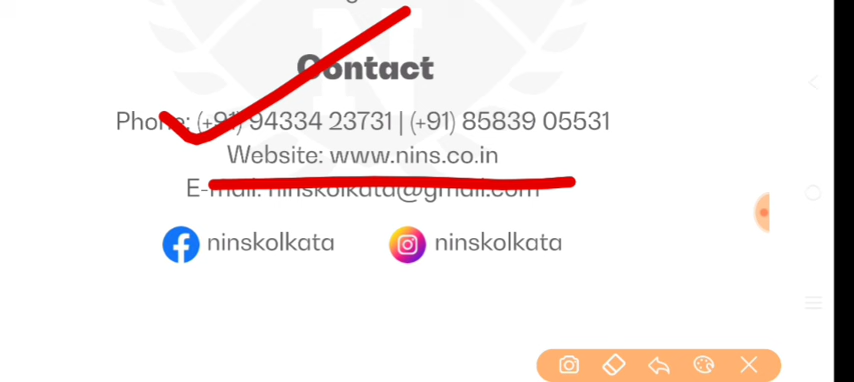 Contact
Phone: (+91) 94334 23731 | (+91) 85839 05531
Website: www.nins.co.in
E-mail: ninskolkata@gmail.com
ninskolkata ninskolkata